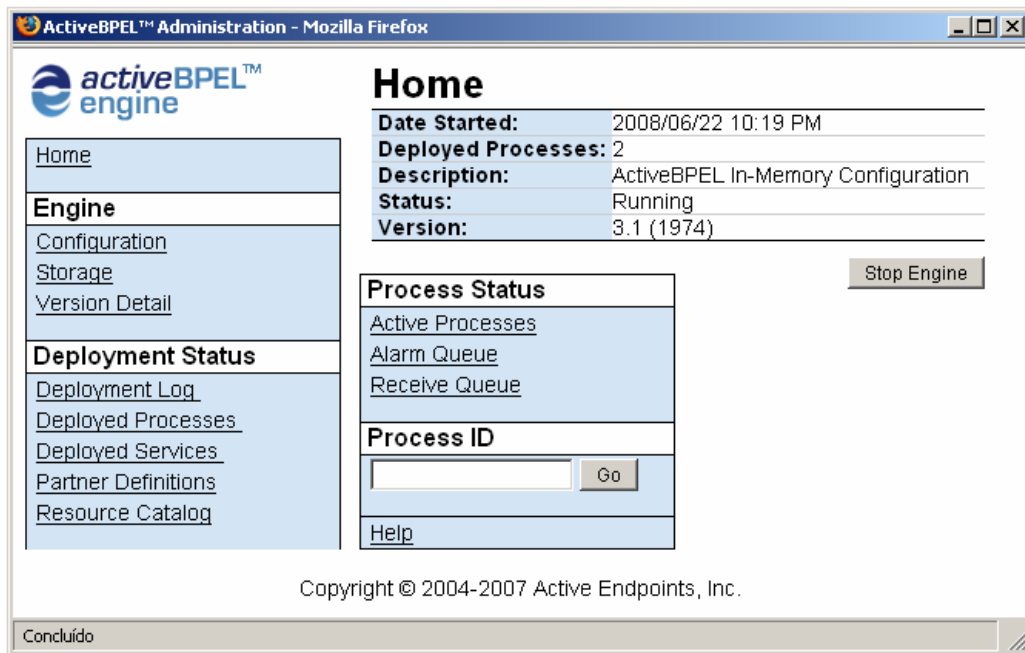 ActiveBPEL™ Administration - Mozilla Firefox
activeBPEL™
engine
Home
Engine
Configuration
Storage
Version Detail
Deployment Status
Deployment Log
Deployed Processes
Deployed Services
Partner Definitions
Resource Catalog
Home
Date Started: 2008/06/22 10:19 PM
Deployed Processes: 2
Description: ActiveBPEL In-Memory Configuration
Status: Running
Version: 3.1 (1974)
Stop Engine
Process Status
Active Processes
Alarm Queue
Receive Queue
Process ID
Go
Help
Copyright © 2004-2007 Active Endpoints, Inc.
Concluído